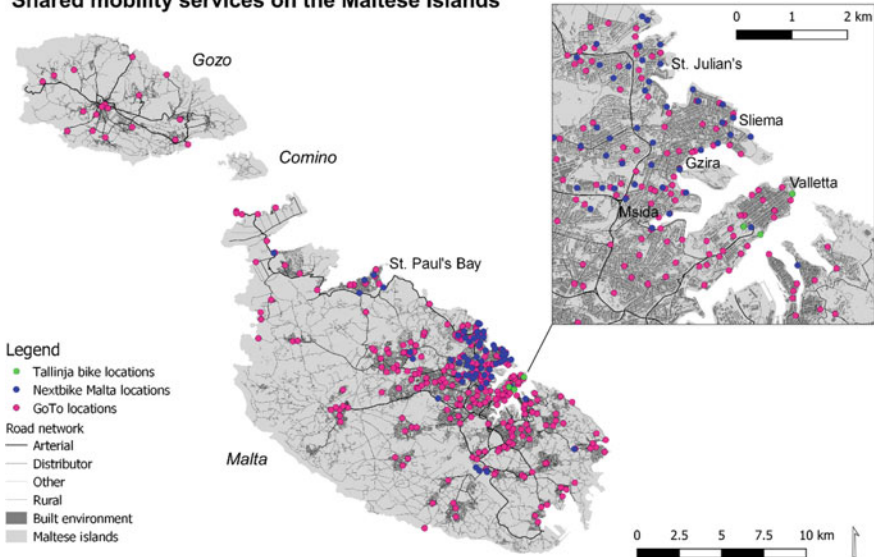 Shared mobility services on the Maltese Islands
Gozo
Comino
St. Paul's Bay
Malta
0 1 2 km
St. Julian's
Sliema
Gzira
Valletta
Msida
Legend
Tallinja bike locations
Nextbike Malta locations
GoTo locations
Road network
Arterial
Distributor
Other
Rural
Built environment
Maltese islands
0 2.5 5 7.5 10 km